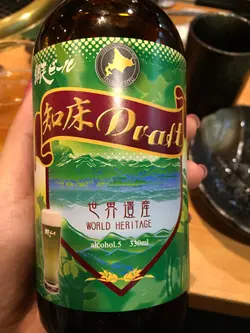 知床Draft
世界遺産
WORLD HERITAGE
alcohol.5 330ml